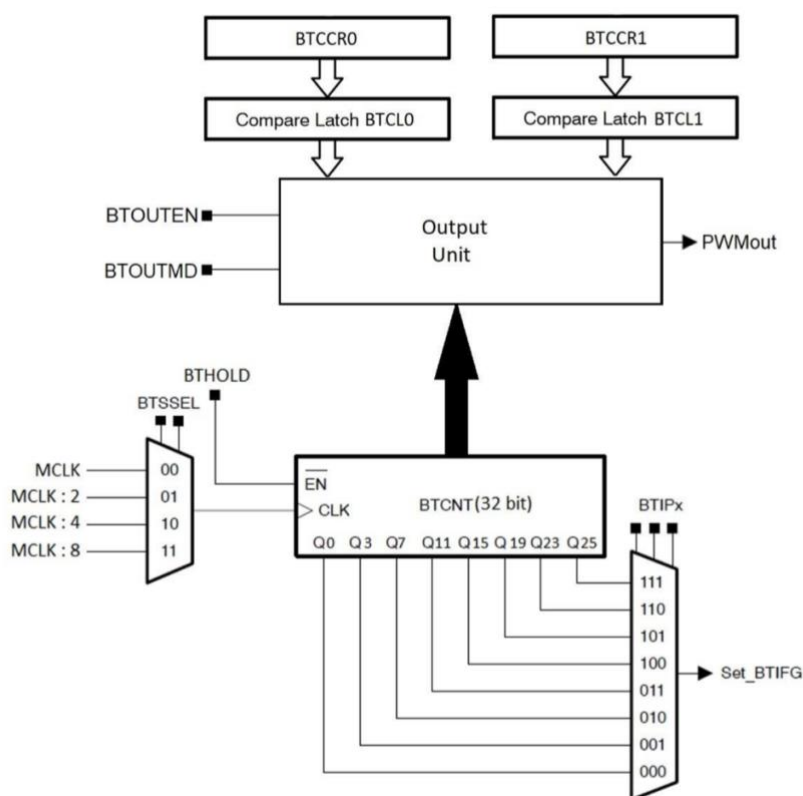 BTCCR0
BTCCR1
Compare Latch BTCL0
Compare Latch BTCL1
BTOUTEN
BTOUTMD
Output
Unit
PWMout
BTHOLD
BTSSEL
MCLK
MCLK : 2
MCLK : 4
MCLK : 8
00
01
10
11
EN
CLK
BTCNT(32 bit)
Q0 Q3 Q7 Q11 Q15 Q19 Q23 Q25
BTIPx
111
110
101
100
011
010
001
000
Set_BTIFG